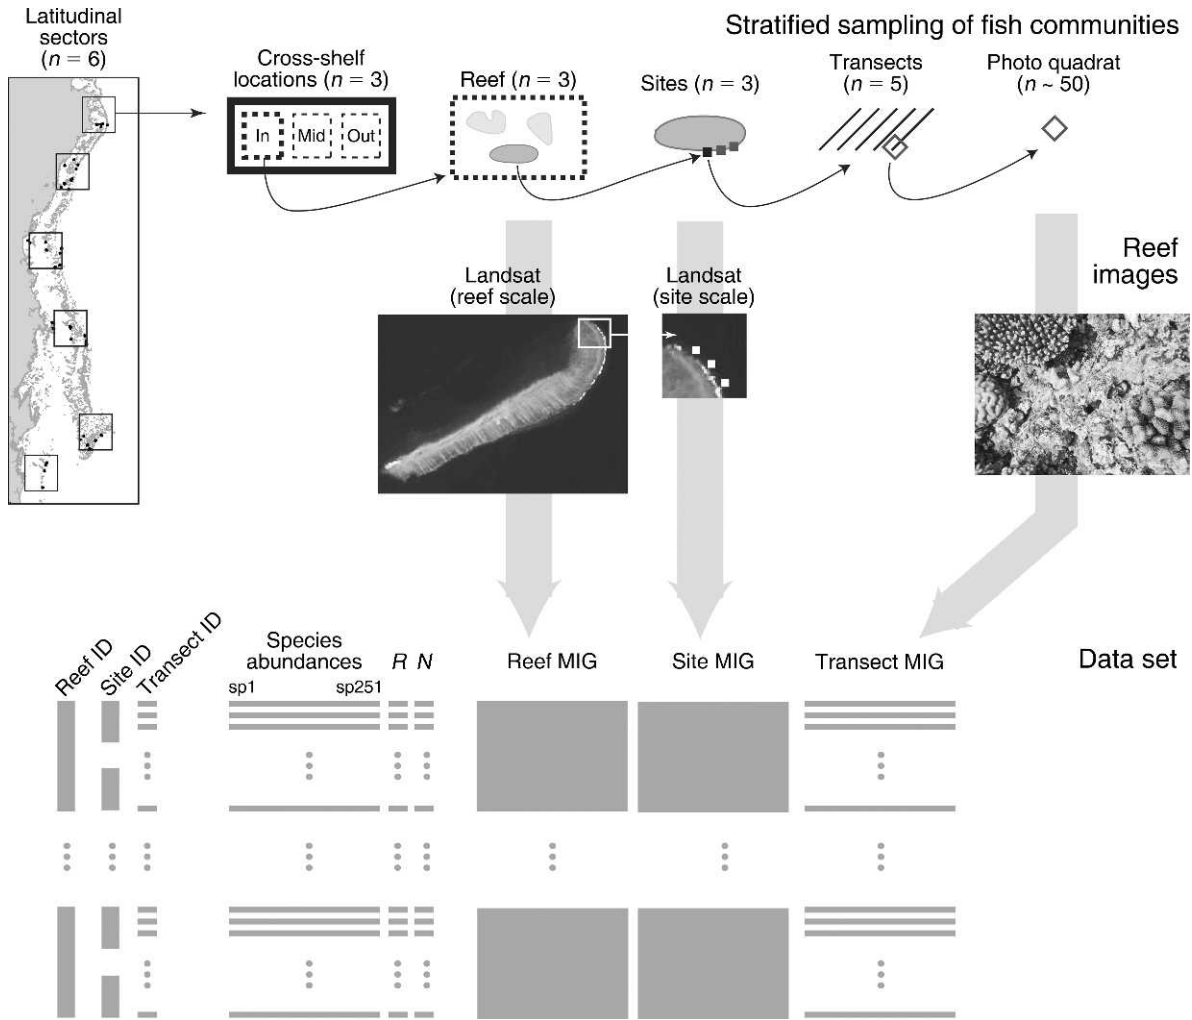 Latitudinal
sectors
(n = 6)
Stratified sampling of fish communities
Cross-shelf
locations (n = 3)
Reef (n = 3)
Sites (n = 3)
Transects
(n = 5)
Photo quadrat
(n ~ 50)
In
Mid
Out
Reef
images
Landsat
(reef scale)
Landsat
(site scale)
Reef ID
Site ID
Transect ID
Species
abundances
R
N
Reef MIG
Site MIG
Transect MIG
Data set
sp1
sp251